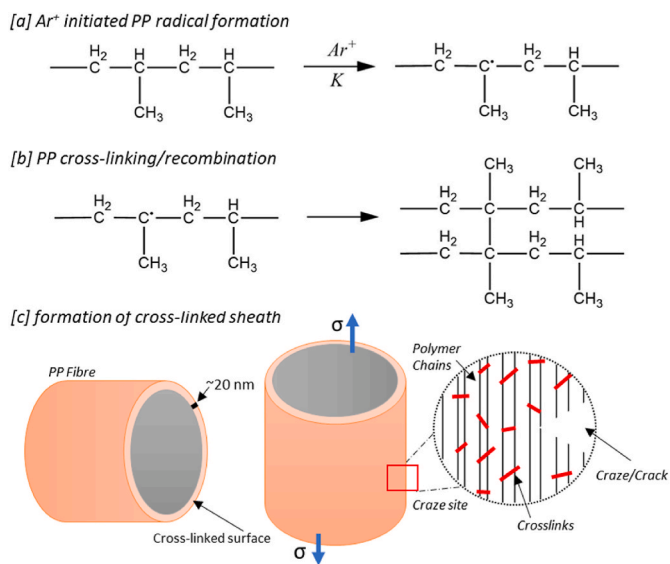 [a] Ar⁺ initiated PP radical formation
H₂ H H₂ H
C C C C
CH₃ CH₃
Ar⁺
K
H₂ H₂ H
C C• C C
CH₃ CH₃
[b] PP cross-linking/recombination
H₂ H₂ H
C C• C C
CH₃ CH₃
CH₃ CH₃
H₂ H₂
C C C C
H
H₂ H₂ H
C C C C
CH₃ CH₃
[c] formation of cross-linked sheath
PP Fibre
~20 nm
Cross-linked surface
σ
σ
Polymer
Chains
Craze site
Craze/Crack
Crosslinks